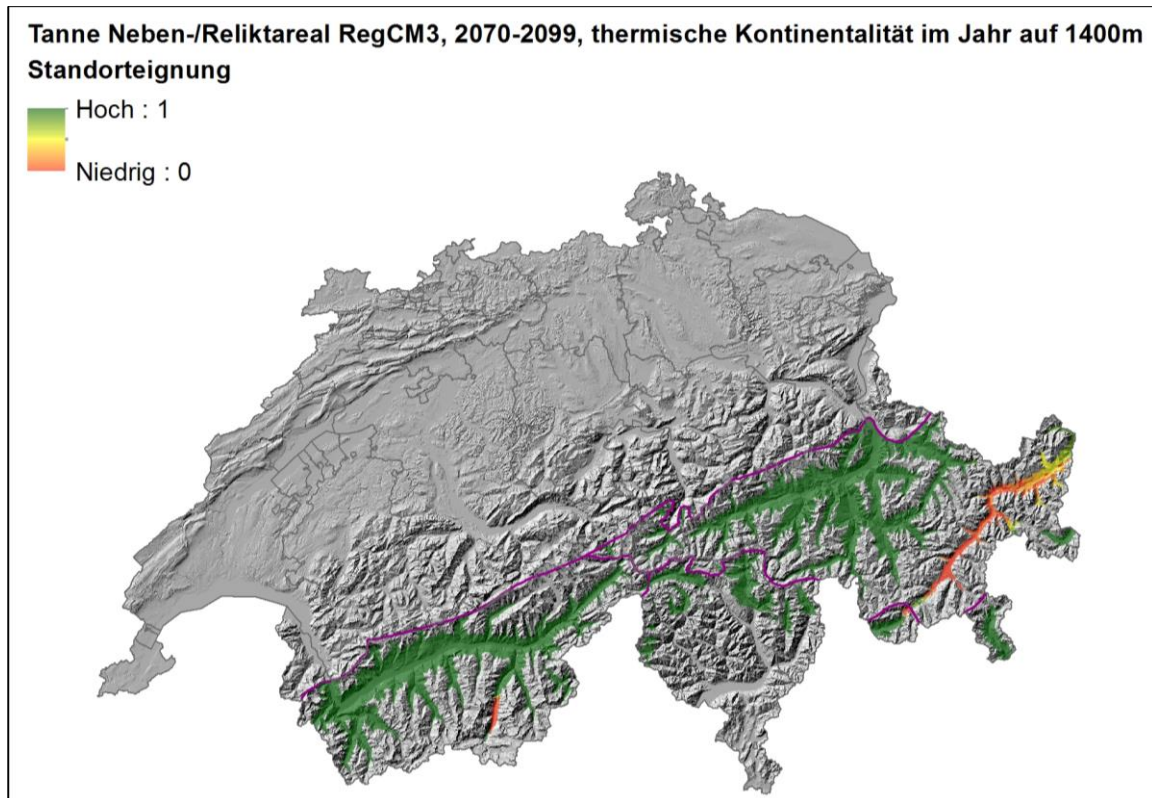 Tanne Neben-/Reliktareal RegCM3, 2070-2099, thermische Kontinentalität im Jahr auf 1400m
Standorteignung
Hoch : 1
Niedrig : 0